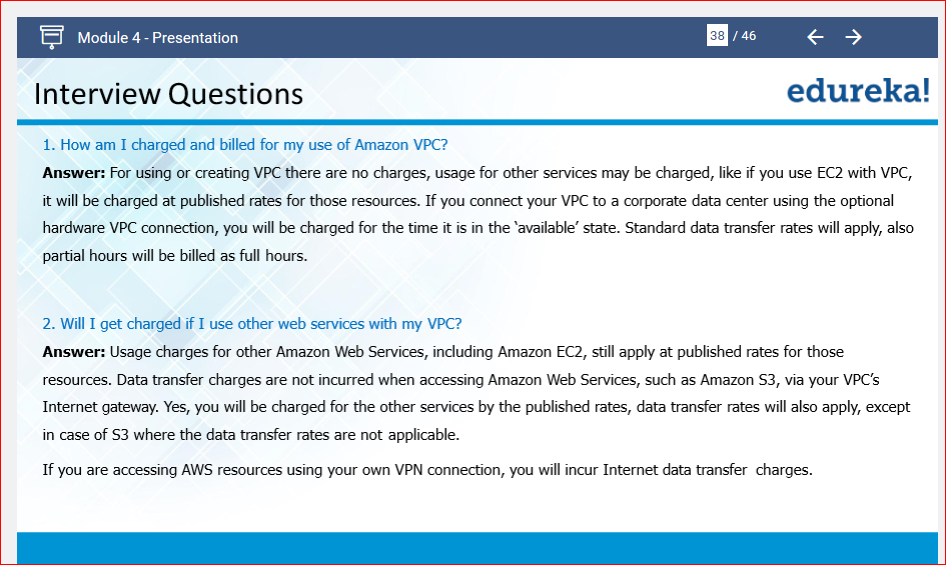 Module 4 - Presentation
38 / 46
Interview Questions
edureka!
1. How am I charged and billed for my use of Amazon VPC?
Answer: For using or creating VPC there are no charges, usage for other services may be charged, like if you use EC2 with VPC,
it will be charged at published rates for those resources. If you connect your VPC to a corporate data center using the optional
hardware VPC connection, you will be charged for the time it is in the ‘available’ state. Standard data transfer rates will apply, also
partial hours will be billed as full hours.
2. Will I get charged if I use other web services with my VPC?
Answer: Usage charges for other Amazon Web Services, including Amazon EC2, still apply at published rates for those
resources. Data transfer charges are not incurred when accessing Amazon Web Services, such as Amazon S3, via your VPC’s
Internet gateway. Yes, you will be charged for the other services by the published rates, data transfer rates will also apply, except
in case of S3 where the data transfer rates are not applicable.
If you are accessing AWS resources using your own VPN connection, you will incur Internet data transfer charges.